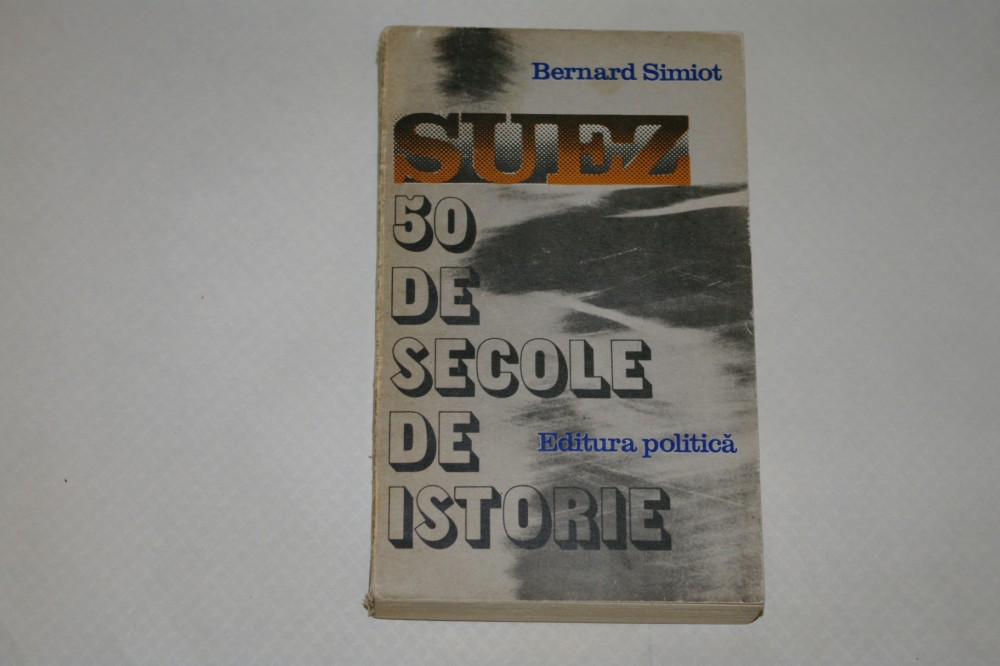 Bernard Simiot
SUEZ
50
DE
SECOLE
DE
Editura politică
ISTORIE